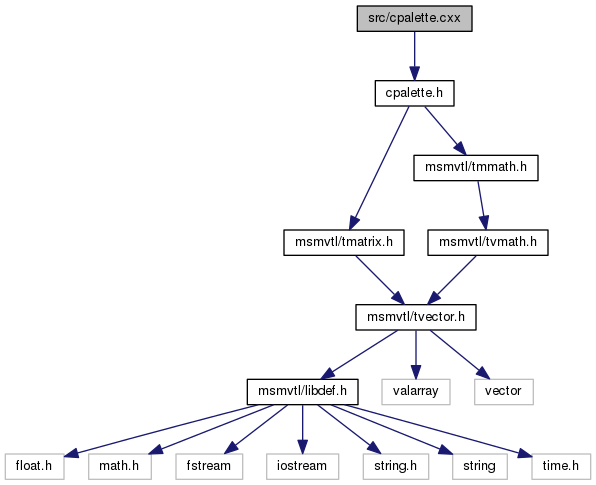 src/cpalette.cxx
cpalette.h
msmvtl/tmmath.h
msmvtl/tmatrix.h
msmvtl/tvmath.h
msmvtl/tvector.h
msmvtl/libdef.h
valarray
vector
float.h
math.h
fstream
iostream
string.h
string
time.h